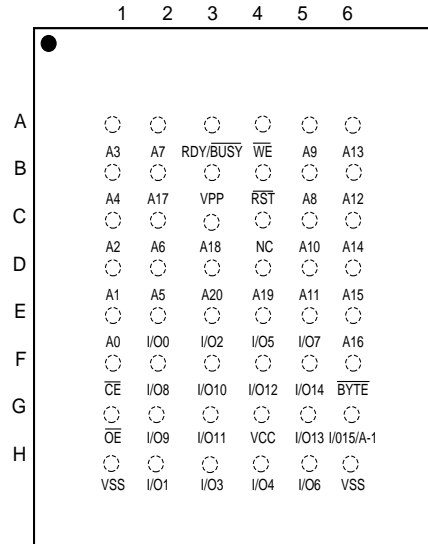 1 2 3 4 5 6
A
A3 A7 RDY/BUSY WE A9 A13
B
A4 A17 VPP RST A8 A12
C
A2 A6 A18 NC A10 A14
D
A1 A5 A20 A19 A11 A15
E
A0 I/O0 I/O2 I/O5 I/O7 A16
F
CE I/O8 I/O10 I/O12 I/O14 BYTE
G
OE I/O9 I/O11 VCC I/O13 I/015/A-1
H
VSS I/O1 I/O3 I/O4 I/O6 VSS